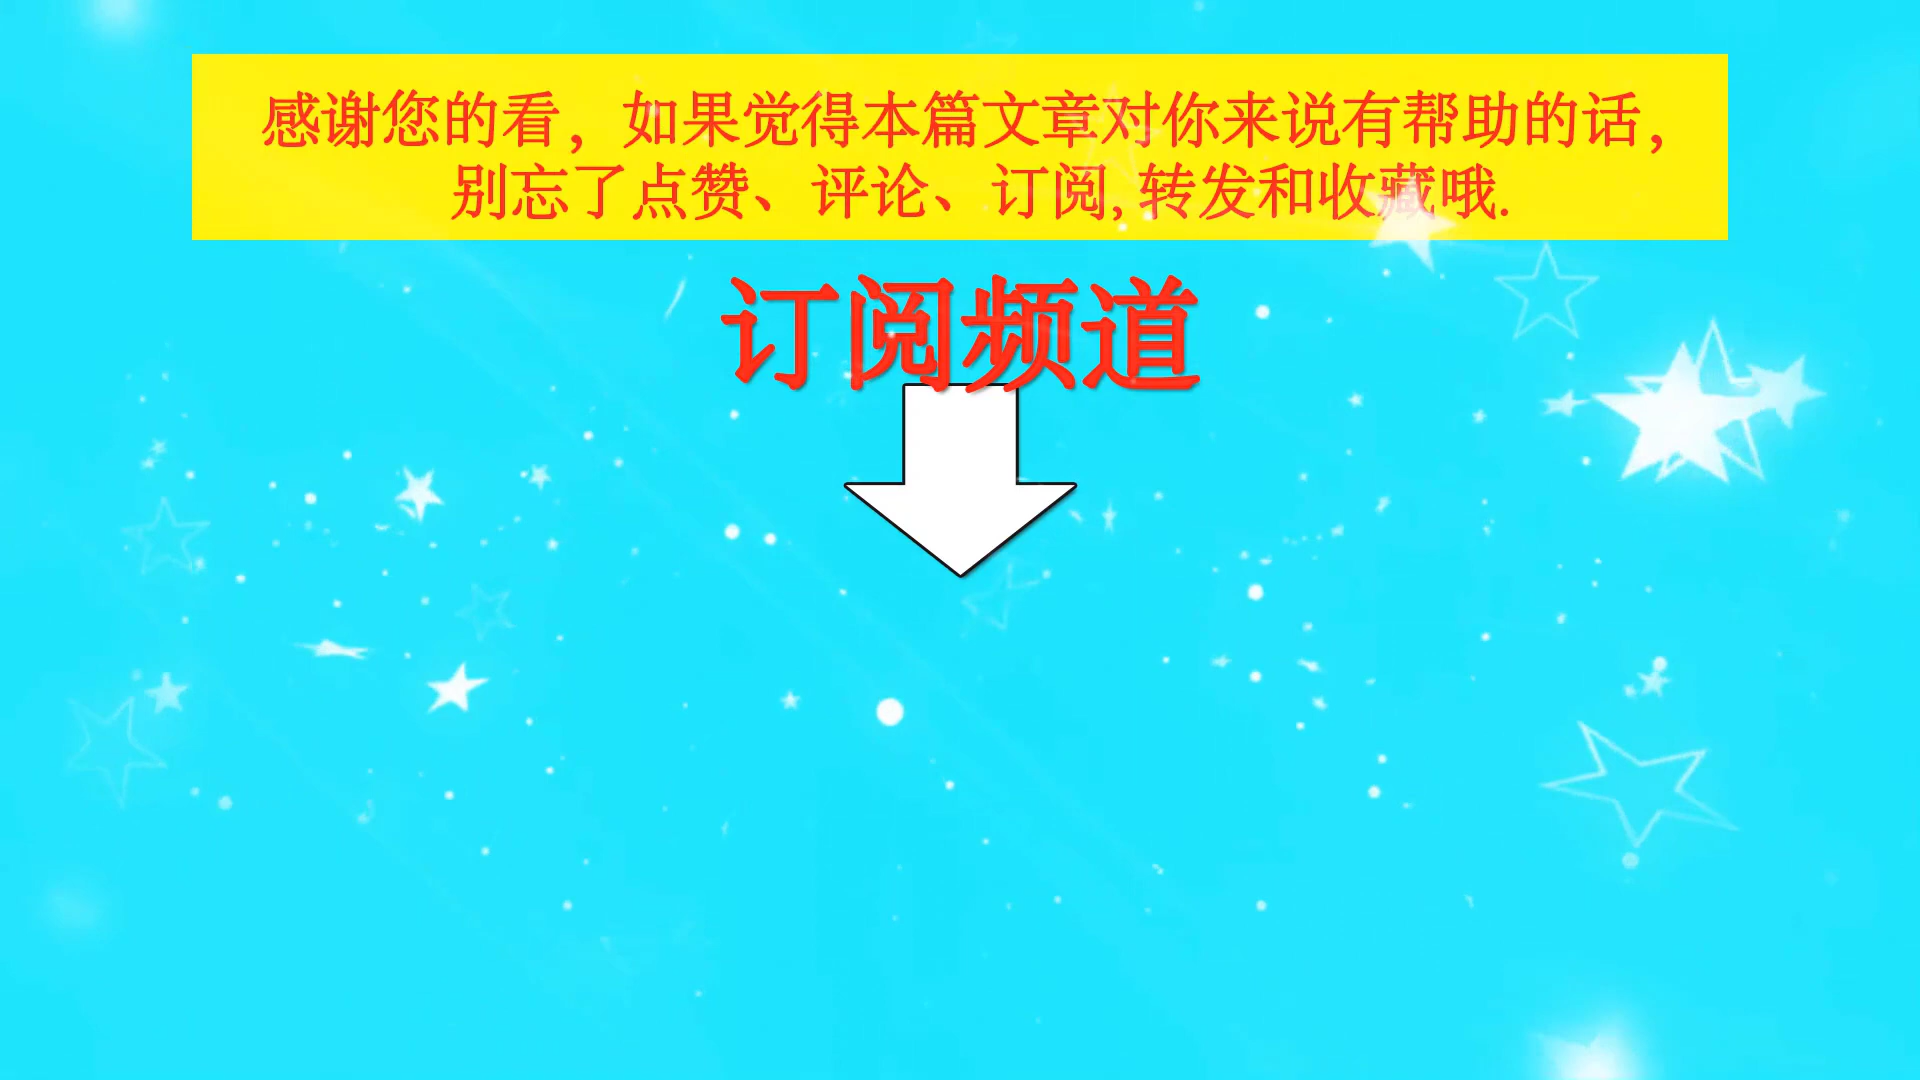 感谢您的看，如果觉得本篇文章对你来说有帮助的话，
别忘了点赞、评论、订阅,转发和收藏哦.
订阅频道